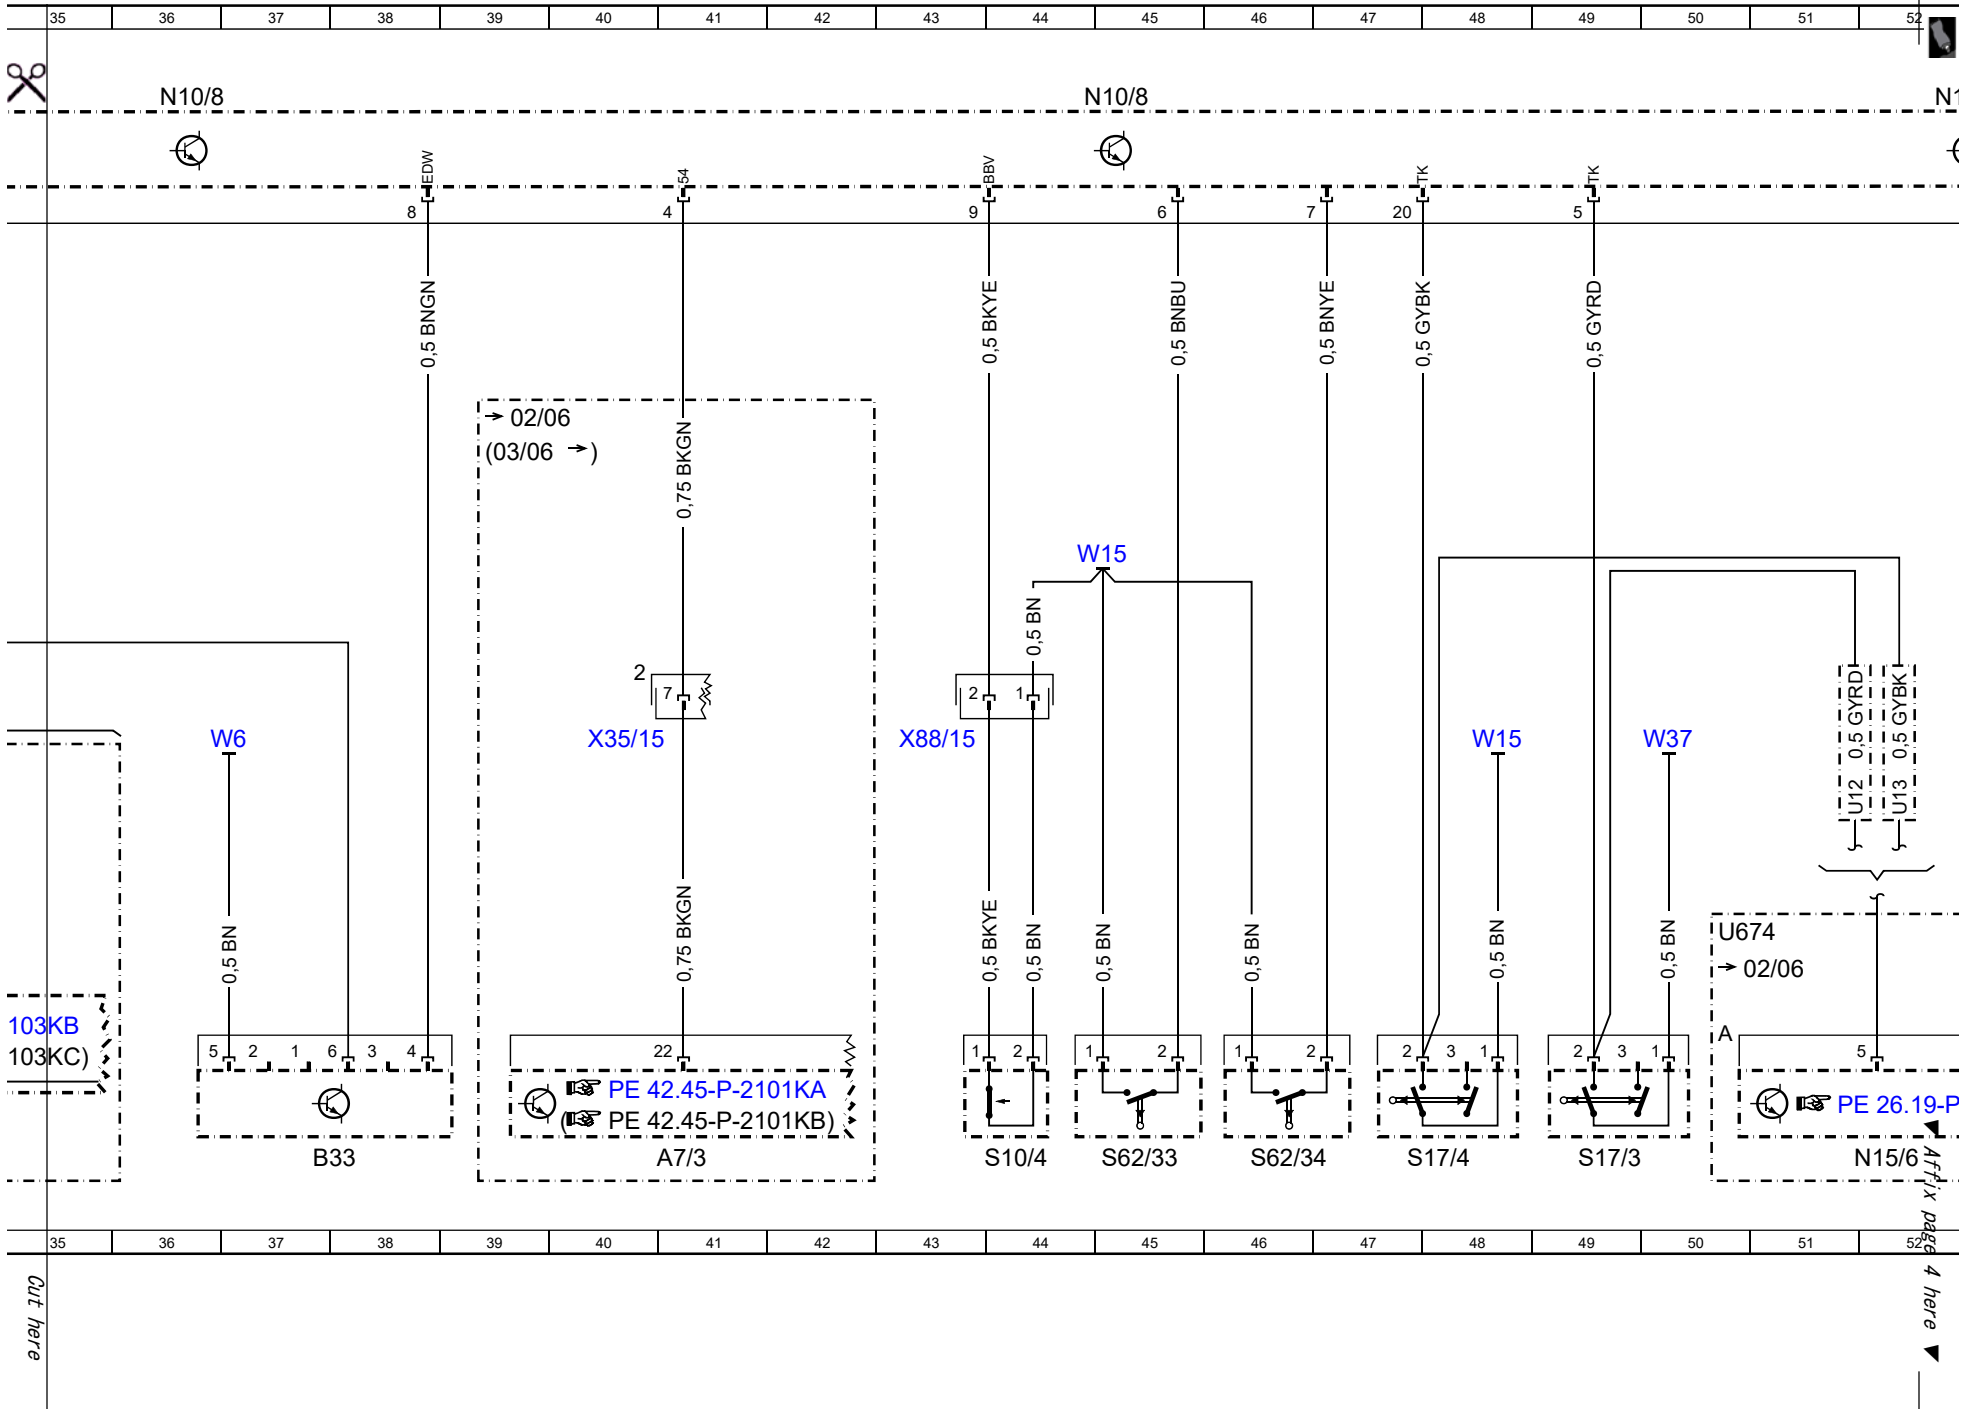 35 36 37 38 39 40 41 42 43 44 45 46 47 48 49 50 51 52
N10/8 N10/8 N1
EDW 54 BBV TK TK
8 4 9 6 7 20 5
0,5 BNGN
0,75 BKGN
0,5 BKYE
0,5 BNBU
0,5 BNYE
0,5 GYBK
0,5 GYRD
→ 02/06
(03/06 →)
W15
0,5 BN
2
7
2 1
X35/15
X88/15
W6
W15
W37
U12 0,5 GYRD
U13 0,5 GYBK
0,5 BN
0,75 BKGN
0,5 BKYE
0,5 BN
0,5 BN
0,5 BN
0,5 BN
0,5 BN
U674
→ 02/06
A
103KB
103KC)
5 2 1 6 3 4
22
1 2
1 2
1 2
2 3 1
2 3 1
5
PE 42.45-P-2101KA
( PE 42.45-P-2101KB)
PE 26.19-P
B33 A7/3 S10/4 S62/33 S62/34 S17/4 S17/3 N15/6
35 36 37 38 39 40 41 42 43 44 45 46 47 48 49 50 51 52
Cut here
Affix page 4 here